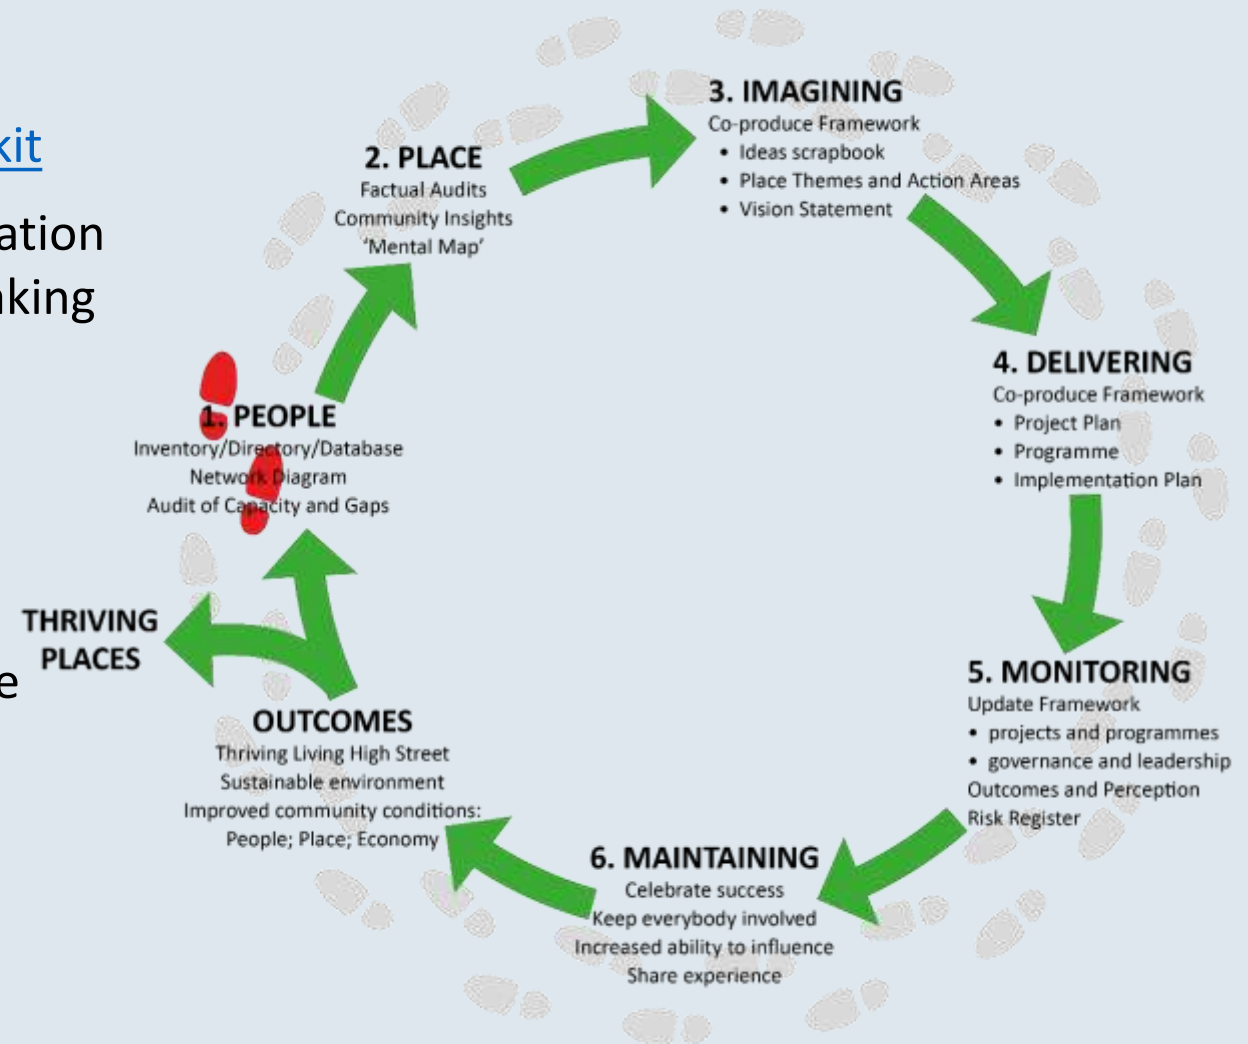 kit
ation
aking
e
3. IMAGINING
Co-produce Framework
• Ideas scrapbook
• Place Themes and Action Areas
• Vision Statement
2. PLACE
Factual Audits
Community Insights
‘Mental Map’
4. DELIVERING
Co-produce Framework
• Project Plan
• Programme
• Implementation Plan
1. PEOPLE
Inventory/Directory/Database
Network Diagram
Audit of Capacity and Gaps
THRIVING
PLACES
5. MONITORING
Update Framework
• projects and programmes
• governance and leadership
Outcomes and Perception
Risk Register
OUTCOMES
Thriving Living High Street
Sustainable environment
Improved community conditions:
People; Place; Economy
6. MAINTAINING
Celebrate success
Keep everybody involved
Increased ability to influence
Share experience